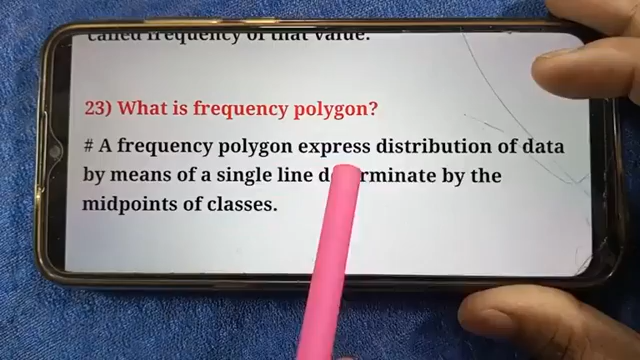 called frequency of that value.
23) What is frequency polygon?
# A frequency polygon express distribution of data
by means of a single line determinate by the
midpoints of classes.